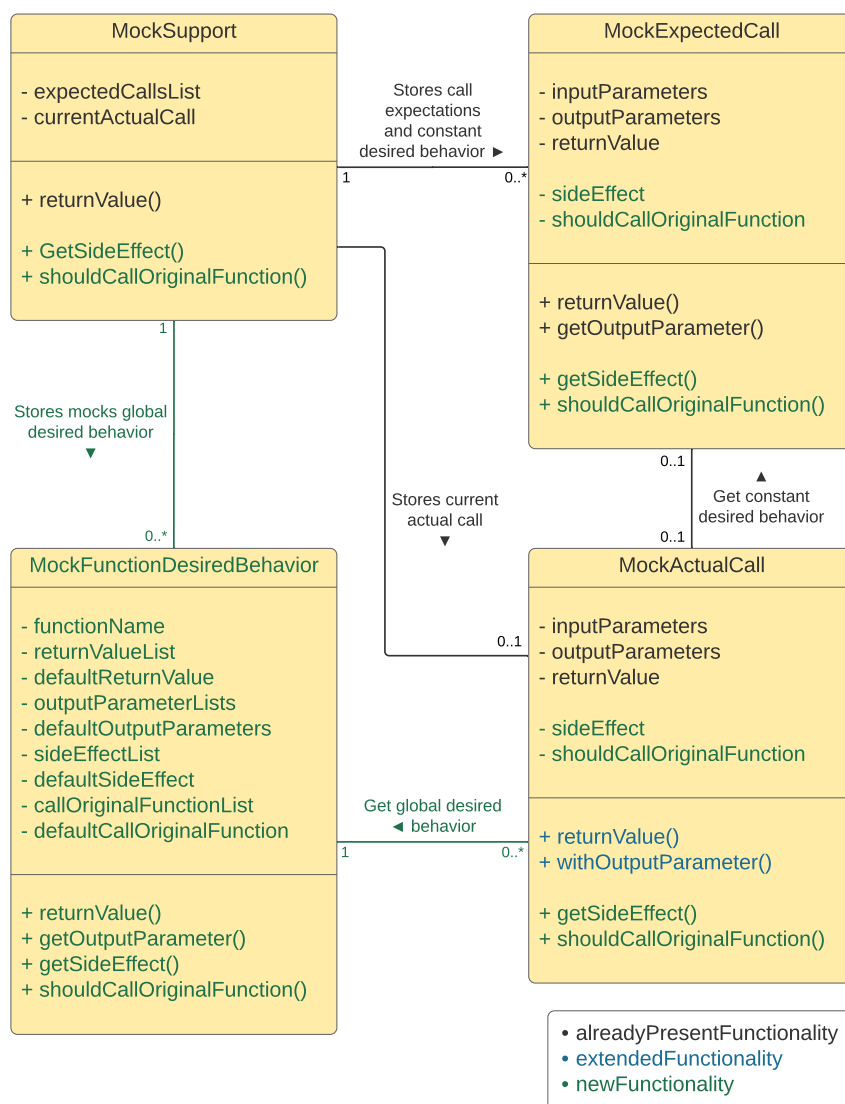 MockSupport
- expectedCallsList
- currentActualCall
+ returnValue()
+ GetSideEffect()
+ shouldCallOriginalFunction()
Stores call
expectations
and constant
desired behavior ►
1
0..*
MockExpectedCall
- inputParameters
- outputParameters
- returnValue
- sideEffect
- shouldCallOriginalFunction
+ returnValue()
+ getOutputParameter()
+ getSideEffect()
+ shouldCallOriginalFunction()
1
Stores mocks global
desired behavior
▼
0..*
Stores current
actual call
▼
0..1
0..1
▲
Get constant
desired behavior
0..1
MockFunctionDesiredBehavior
- functionName
- returnValueList
- defaultReturnValue
- outputParameterLists
- defaultOutputParameters
- sideEffectList
- defaultSideEffect
- callOriginalFunctionList
- defaultCallOriginalFunction
+ returnValue()
+ getOutputParameter()
+ getSideEffect()
+ shouldCallOriginalFunction()
Get global desired
◄ behavior
1
0..*
MockActualCall
- inputParameters
- outputParameters
- returnValue
- sideEffect
- shouldCallOriginalFunction
+ returnValue()
+ withOutputParameter()
+ getSideEffect()
+ shouldCallOriginalFunction()
• alreadyPresentFunctionality
• extendedFunctionality
• newFunctionality